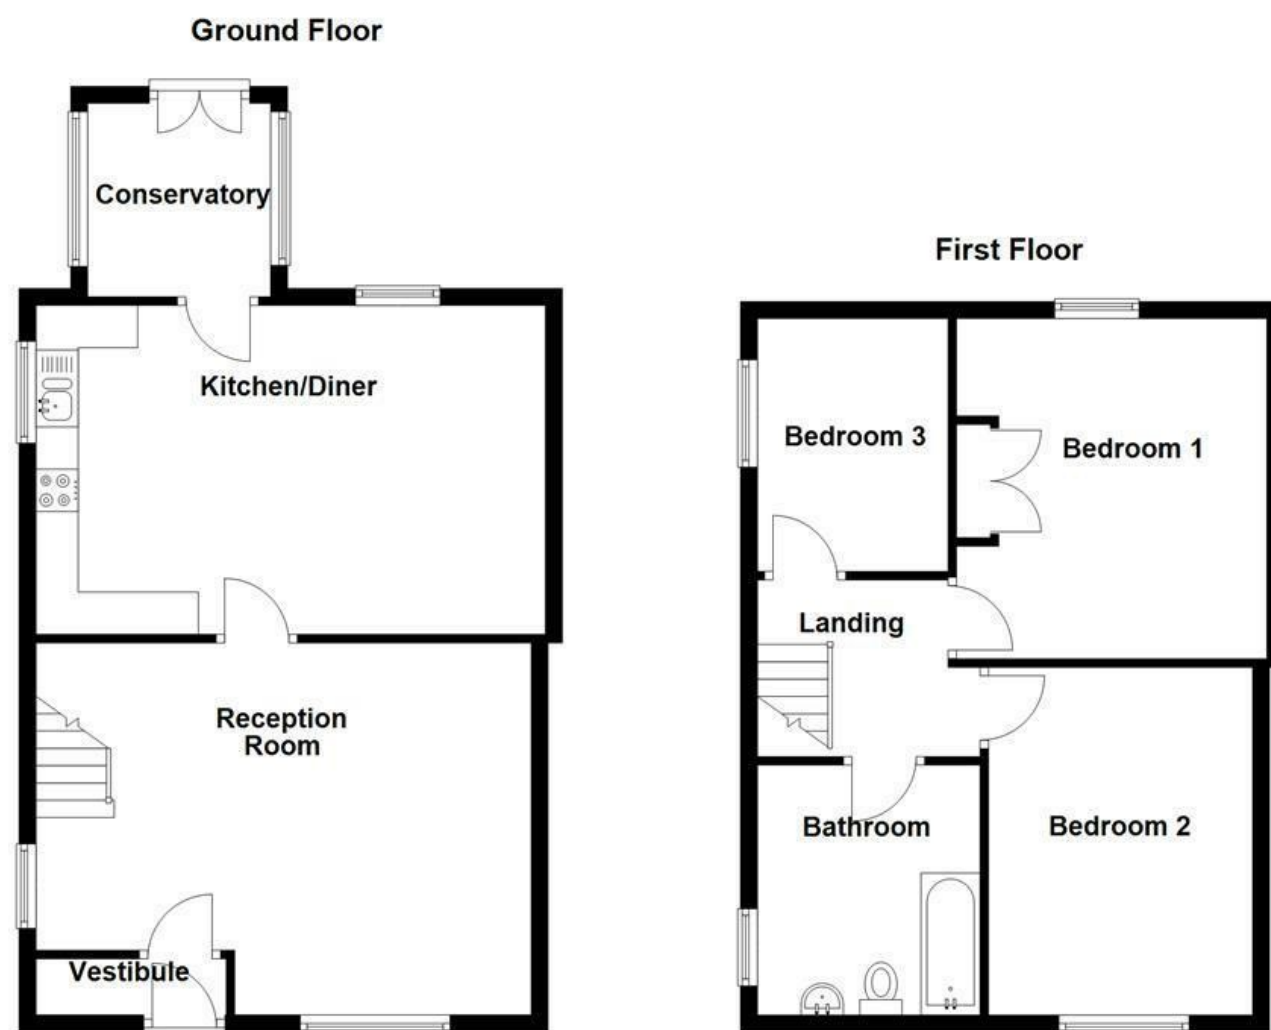 Ground Floor
Conservatory
Kitchen/Diner
Reception
Room
Vestibule
First Floor
Bedroom 3
Bedroom 1
Landing
Bathroom
Bedroom 2